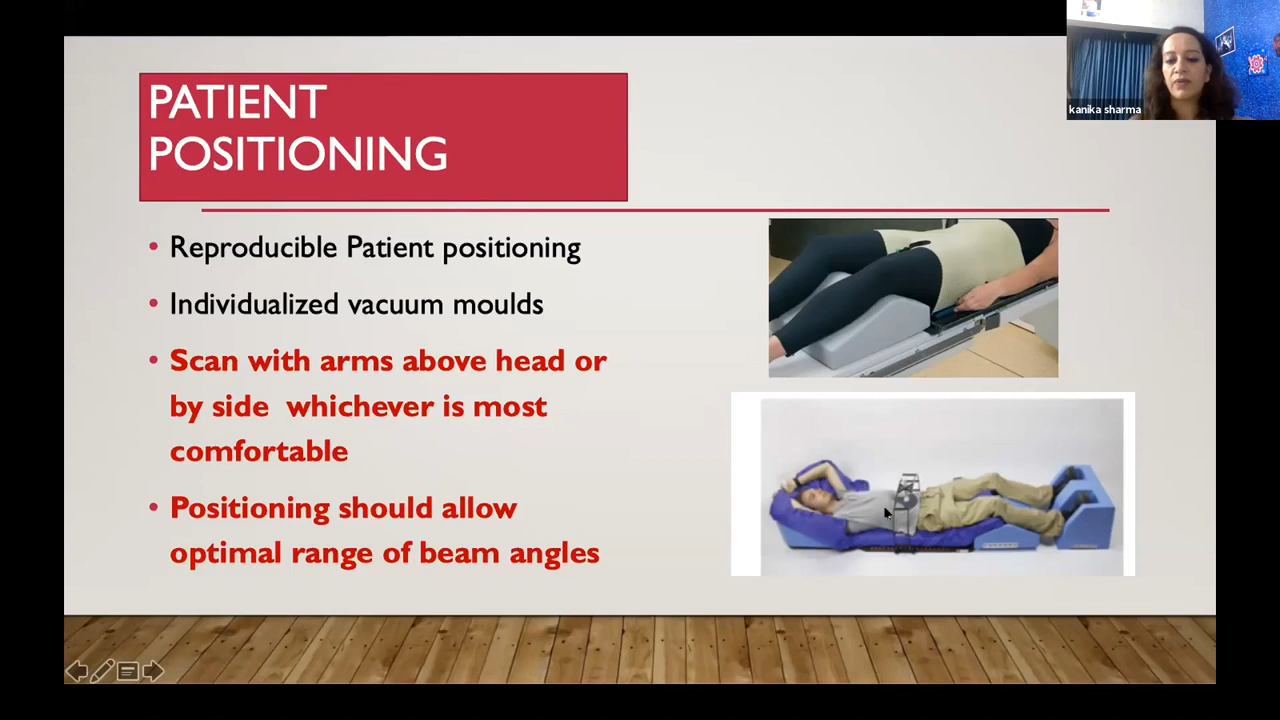 PATIENT
POSITIONING
kanika sharma
• Reproducible Patient positioning
• Individualized vacuum moulds
• Scan with arms above head or
by side whichever is most
comfortable
• Positioning should allow
optimal range of beam angles